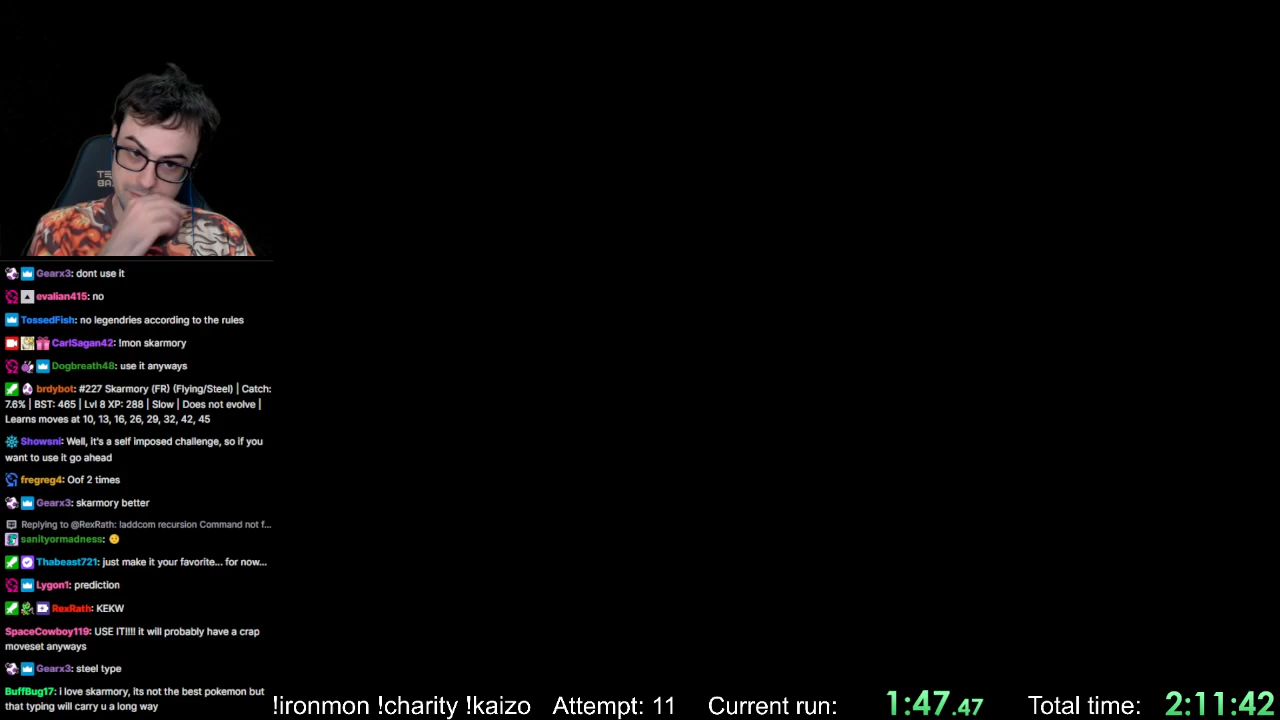 Gearx3: dont use it
evalian415: no
TossedFish: no legendries according to the rules
CarlSagan42: !mon skarmory
Dogbreath48: use it anyways
brdybot: #227 Skarmory (FR) (Flying/Steel) | Catch:
7.6% | BST: 465 | Lvl 8 XP: 288 | Slow | Does not evolve |
Learns moves at 10, 13, 16, 26, 29, 32, 42, 45
Showsni: Well, it's a self imposed challenge, so if you
want to use it go ahead
fregreg4: Oof 2 times
Gearx3: skarmory better
Replying to @RexRath: !addcom recursion Command not f...
sanityormadness:
Thabeast721: just make it your favorite... for now...
Lygon1: prediction
RexRath: KEKW
SpaceCowboy119: USE IT!!!! it will probably have a crap
moveset anyways
Gearx3: steel type
BuffBug17: i love skarmory, its not the best pokemon but
that typing will carry u a long way
!ironmon !charity !kaizo Attempt: 11 Current run: 1:47.47 Total time: 2:11:42